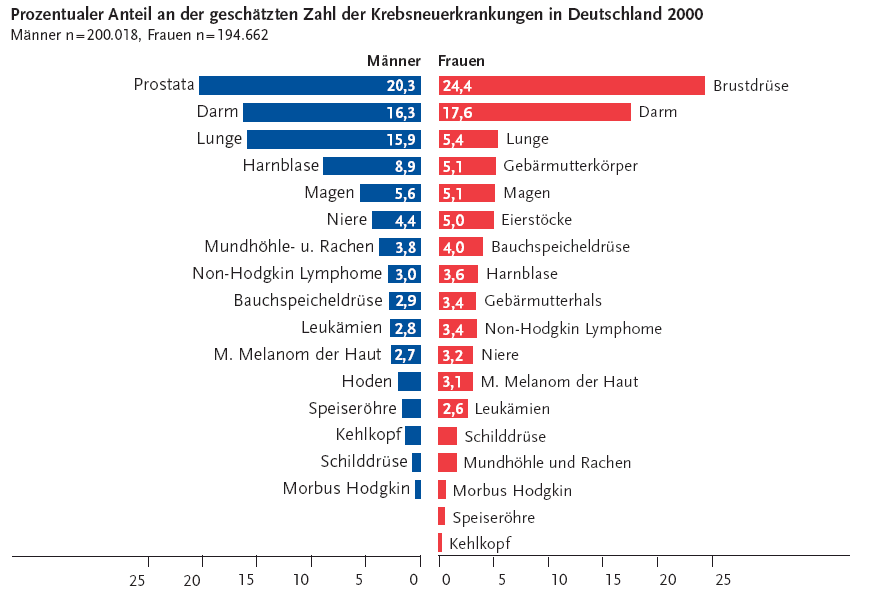 Prozentualer Anteil an der geschätzten Zahl der Krebsneuerkrankungen in Deutschland 2000
Männer n=200.018, Frauen n=194.662
Männer Frauen
Prostata 20,3 24,4 Brustdrüse
Darm 16,3 17,6 Darm
Lunge 15,9 5,4 Lunge
Harnblase 8,9 5,1 Gebärmutterkörper
Magen 5,6 5,1 Magen
Niere 4,4 5,0 Eierstöcke
Mundhöhle- u. Rachen 3,8 4,0 Bauchspeicheldrüse
Non-Hodgkin Lymphome 3,0 3,6 Harnblase
Bauchspeicheldrüse 2,9 3,4 Gebärmutterhals
Leukämien 2,8 3,4 Non-Hodgkin Lymphome
M. Melanom der Haut 2,7 3,2 Niere
Hoden 3,1 M. Melanom der Haut
Speiseröhre 2,6 Leukämien
Kehlkopf Schilddrüse
Schilddrüse Mundhöhle und Rachen
Morbus Hodgkin Morbus Hodgkin
Speiseröhre
Kehlkopf
25 20 15 10 5 0 0 5 10 15 20 25